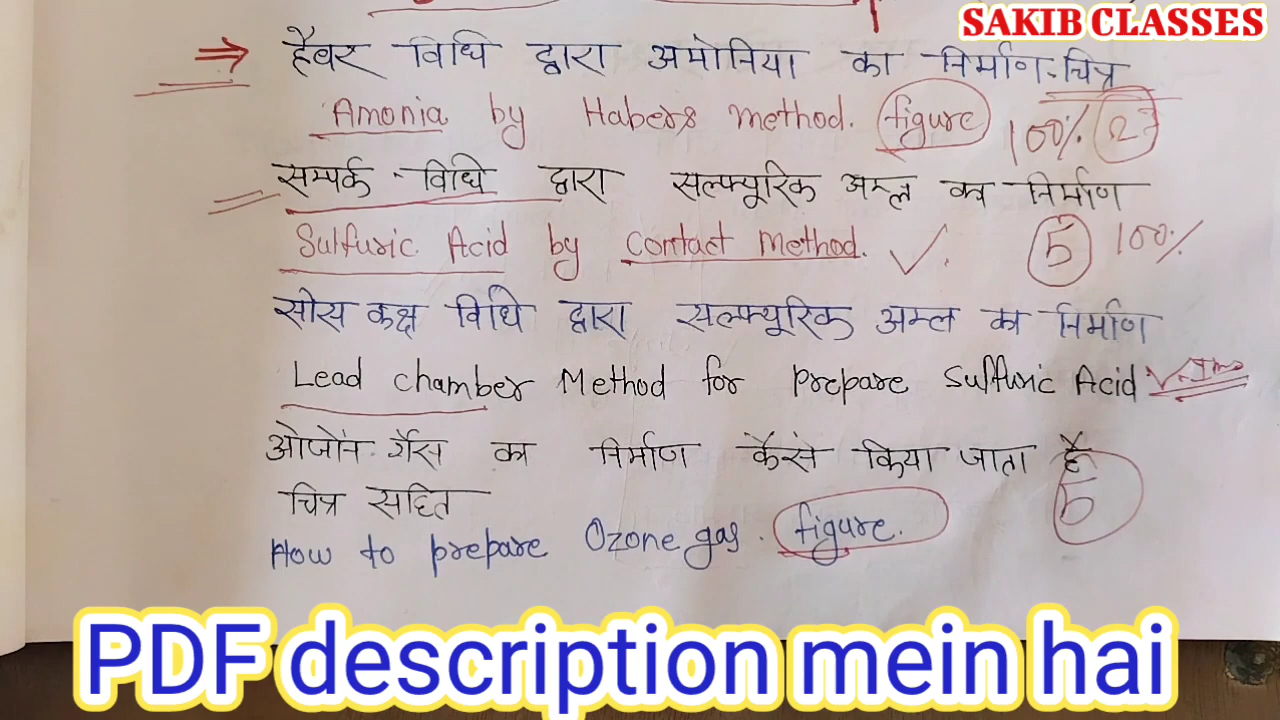 SAKIB CLASSES
⇒ हैबर विधि द्वारा अमोनिया का निर्माण-चित्र
Amonia by Habers method. figure 100% 2
सम्पर्क - विधि द्वारा सल्फ्यूरिक अम्ल का निर्माण
Sulfuric Acid by contact method. ✓. 5 100%
सीस कक्ष विधि द्वारा सल्फ्यूरिक अम्ल का निर्माण
Lead chamber Method for prepare Sulfuric Acid
ओजोन गैस का निर्माण कैसे किया जाता है
चित्र सहित 5
How to prepare Ozone gas. figure.
PDF description mein hai